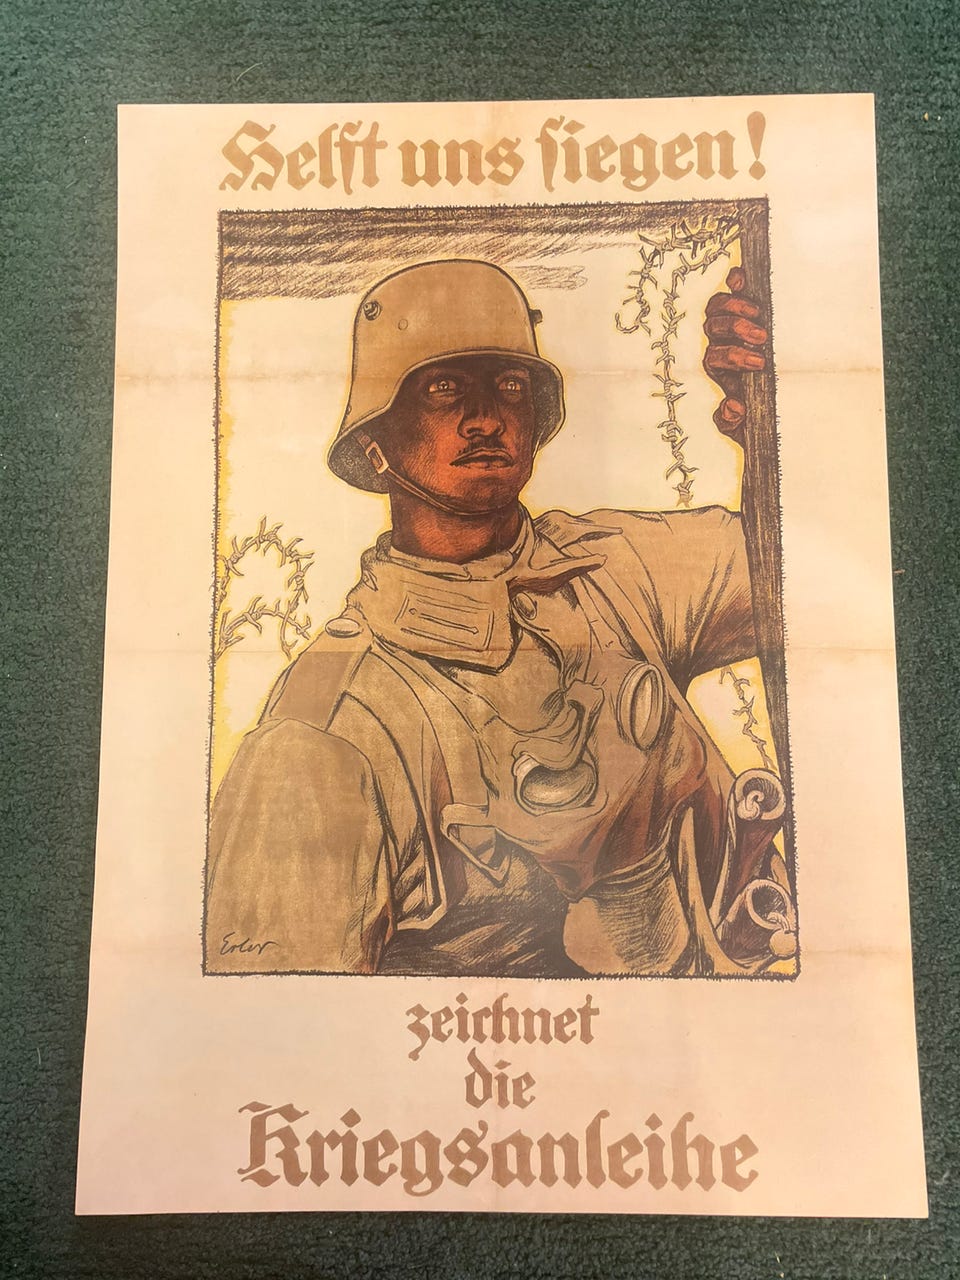 Helft uns siegen!
Erler
zeichnet
die
Kriegsanleihe